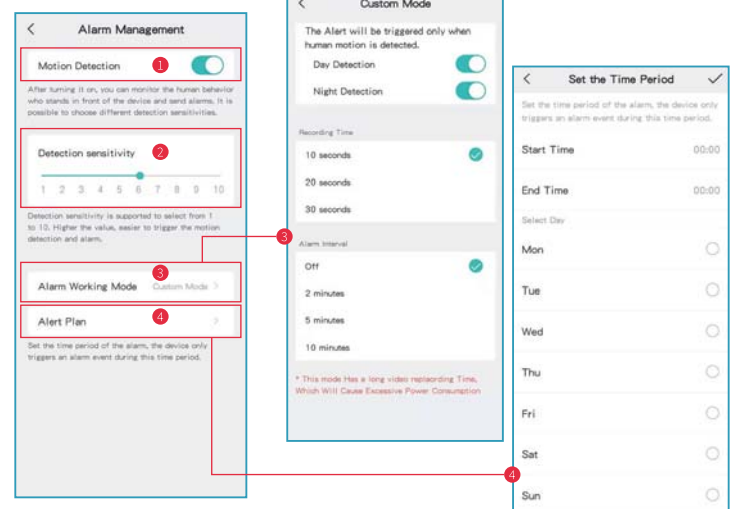 Alarm Management
Motion Detection 1
After turning it on, you can monitor the human behavior
who stands in front of the device and send alarms. It is
possible to choose different detection sensitivities.
Detection sensitivity 2
1 2 3 4 5 6 7 8 9 10
Detection sensitivity is supported to select from 1
to 10. Higher the value, easier to trigger the motion
detection and alarm.
3
Alarm Working Mode Custom Mode
Alert Plan 4
Set the time period of the alarm, the device only
triggers an alarm event during this time period.
Custom Mode
The Alert will be triggered only when
human motion is detected.
Day Detection
Night Detection
Recording Time
10 seconds
20 seconds
30 seconds
3
Alarm Interval
Off
2 minutes
5 minutes
10 minutes
* This mode Has a long video replacording Time,
Which Will Cause Excessive Power Consumption
Set the Time Period
Set the time period of the alarm, the device only
triggers an alarm event during this time period.
Start Time 00:00
End Time 00:00
Select Day
Mon
Tue
Wed
Thu
Fri
Sat
4
Sun